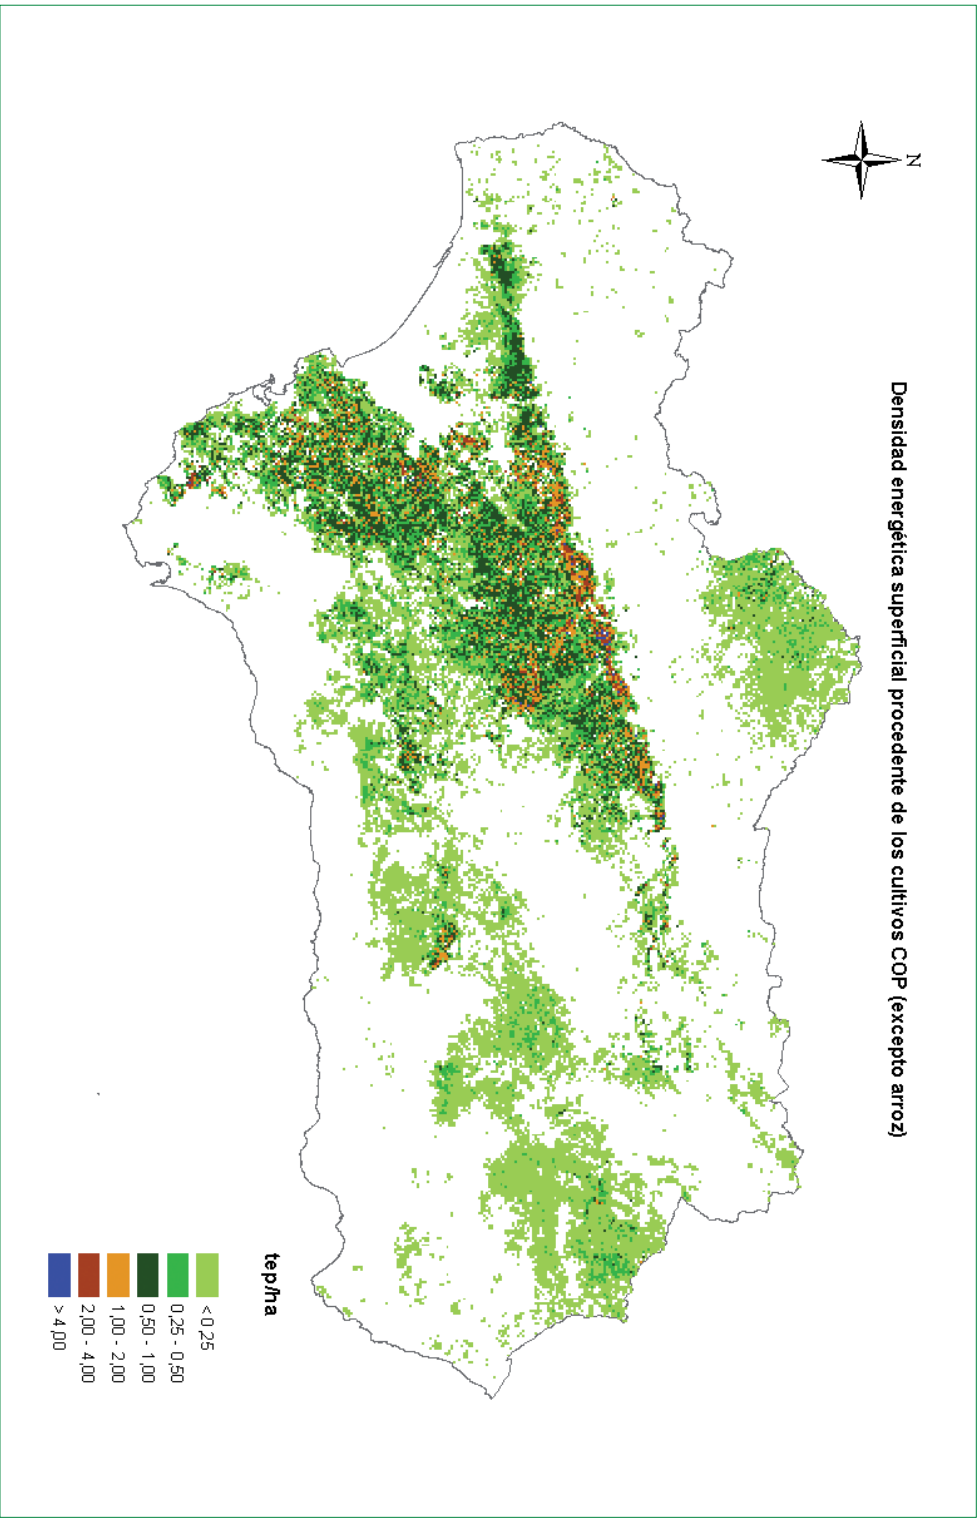 Densidad energética superficial procedente de los cultivos COP (excepto arroz)
N
tep/ha
< 0,25
0,25 - 0,50
0,50 - 1,00
1,00 - 2,00
2,00 - 4,00
> 4,00